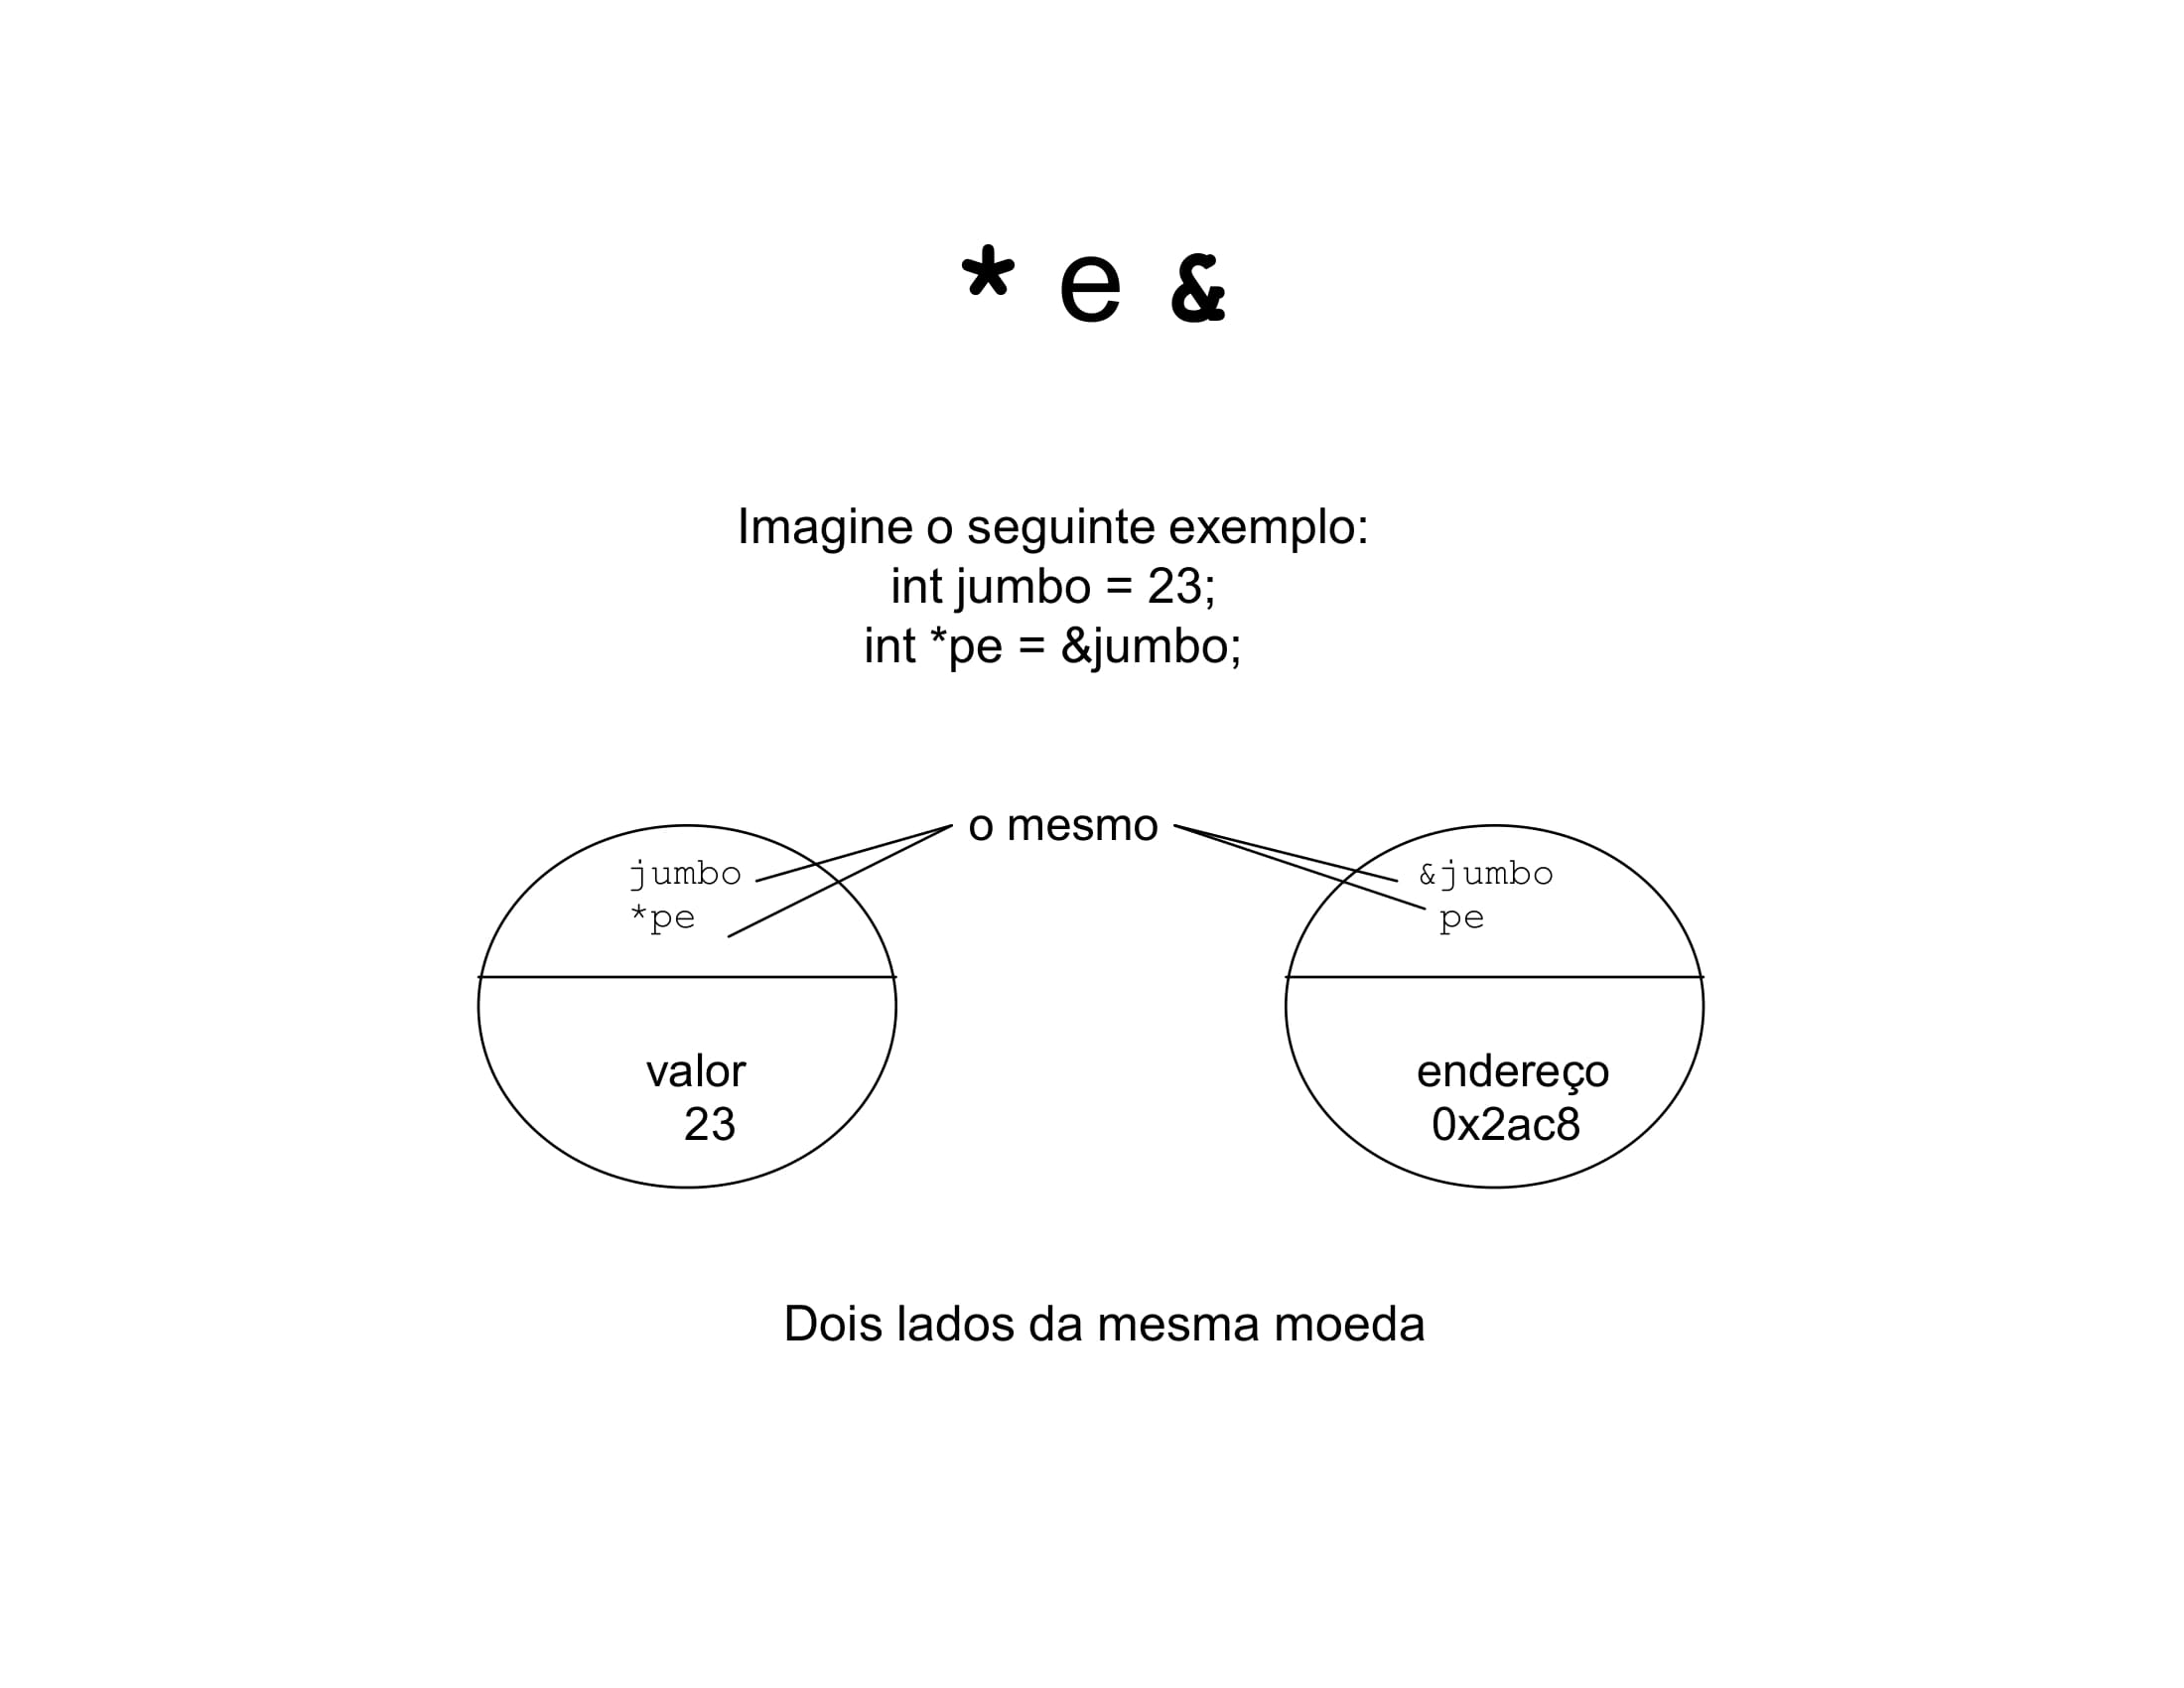 * e &
Imagine o seguinte exemplo:
int jumbo = 23;
int *pe = &jumbo;
o mesmo
jumbo
*pe
valor
23
&jumbo
pe
endereço
0x2ac8
Dois lados da mesma moeda